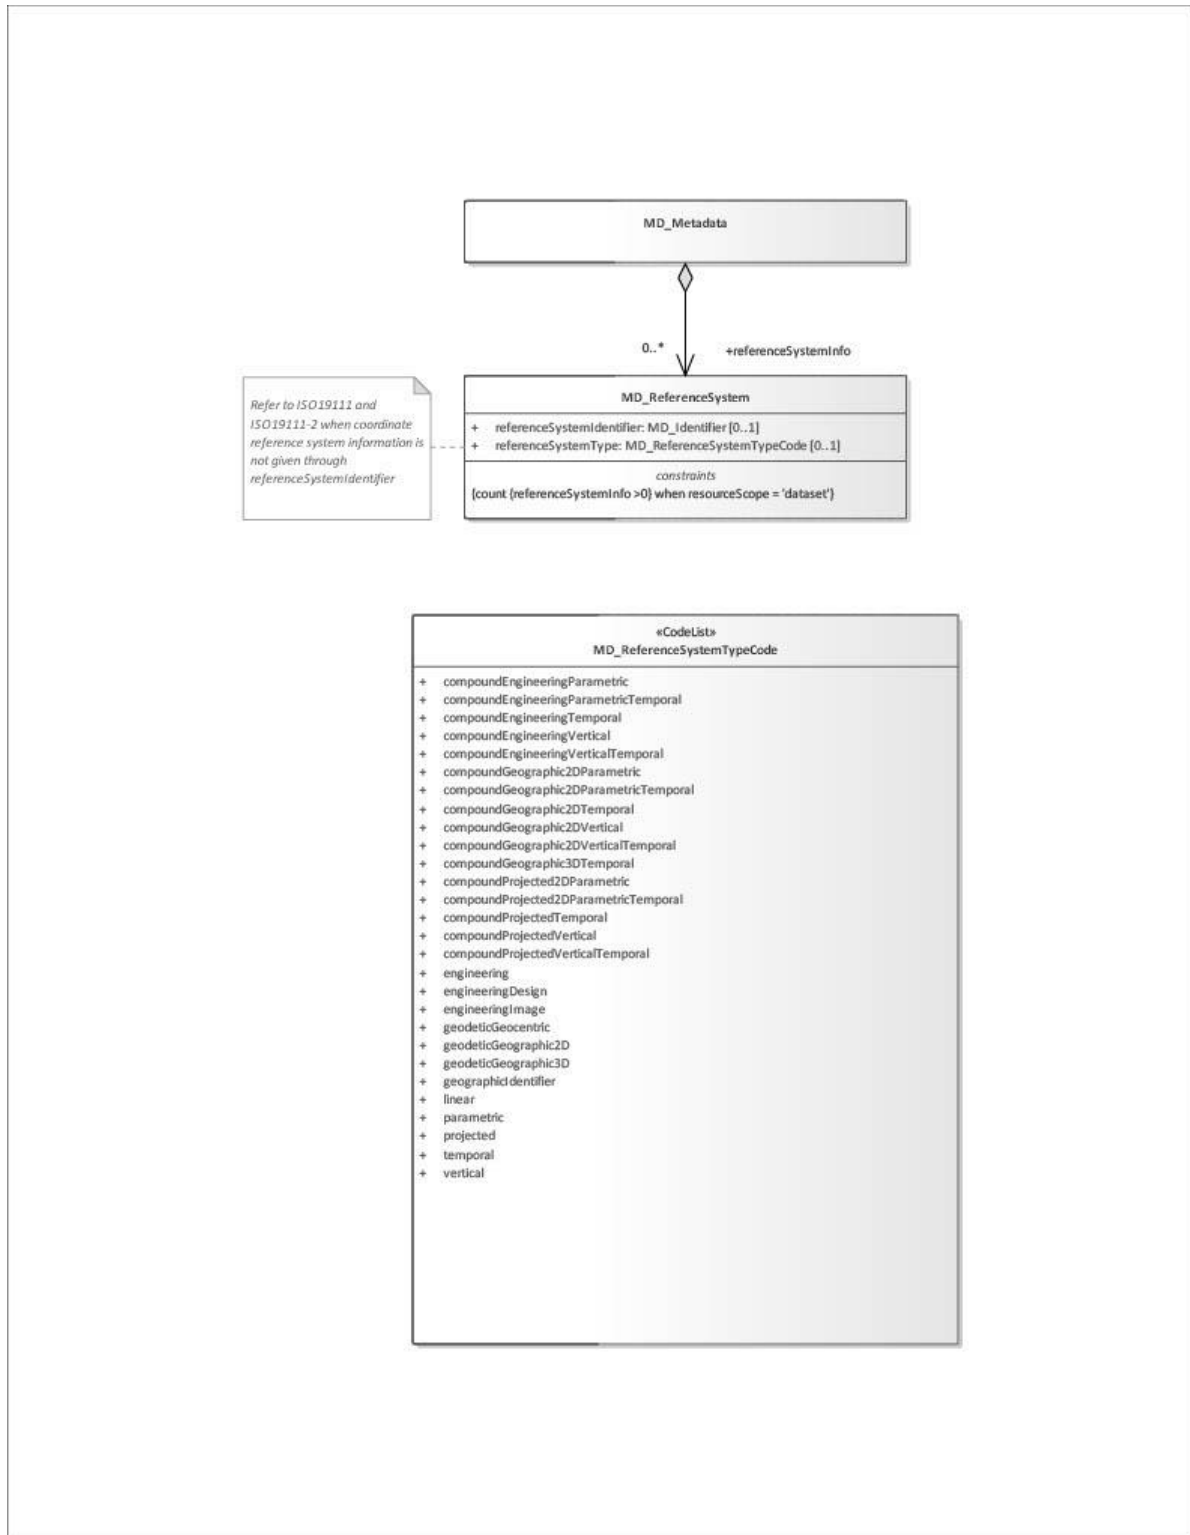 MD_Metadata
0..*
+referenceSystemInfo
Refer to ISO19111 and
ISO19111-2 when coordinate
reference system information is
not given through
referenceSystemIdentifier
MD_ReferenceSystem
+ referenceSystemIdentifier: MD_Identifier [0..1]
+ referenceSystemType: MD_ReferenceSystemTypeCode [0..1]
constraints
{count (referenceSystemInfo >0} when resourceScope = 'dataset'}
«CodeList»
MD_ReferenceSystemTypeCode
+ compoundEngineeringParametric
+ compoundEngineeringParametricTemporal
+ compoundEngineeringTemporal
+ compoundEngineeringVertical
+ compoundEngineeringVerticalTemporal
+ compoundGeographic2DParametric
+ compoundGeographic2DParametricTemporal
+ compoundGeographic2DTemporal
+ compoundGeographic2DVertical
+ compoundGeographic2DVerticalTemporal
+ compoundGeographic3DTemporal
+ compoundProjected2DParametric
+ compoundProjected2DParametricTemporal
+ compoundProjectedTemporal
+ compoundProjectedVertical
+ compoundProjectedVerticalTemporal
+ engineering
+ engineeringDesign
+ engineeringImage
+ geodeticGeocentric
+ geodeticGeographic2D
+ geodeticGeographic3D
+ geographicIdentifier
+ linear
+ parametric
+ projected
+ temporal
+ vertical